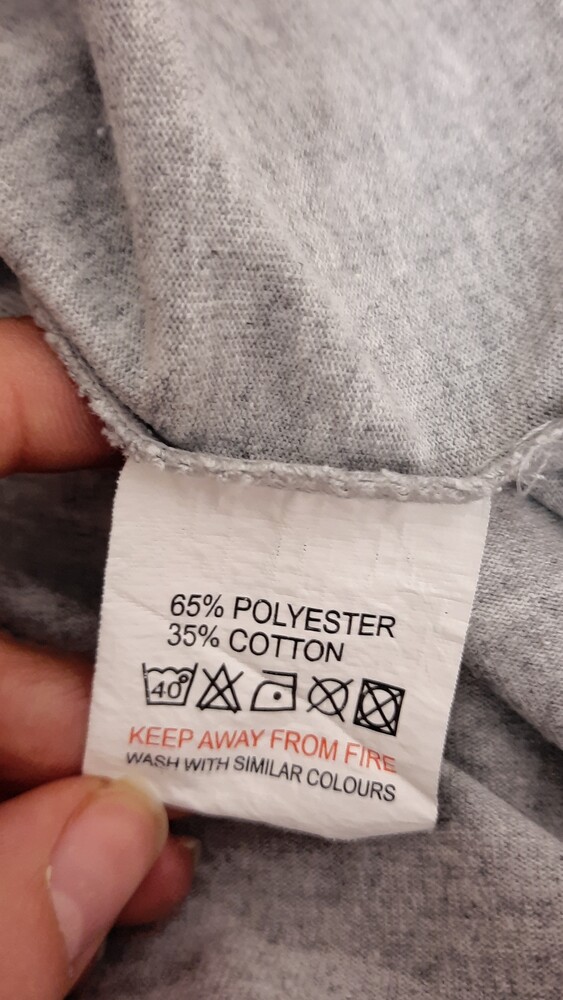 65% POLYESTER
35% COTTON
40°
KEEP AWAY FROM FIRE
WASH WITH SIMILAR COLOURS